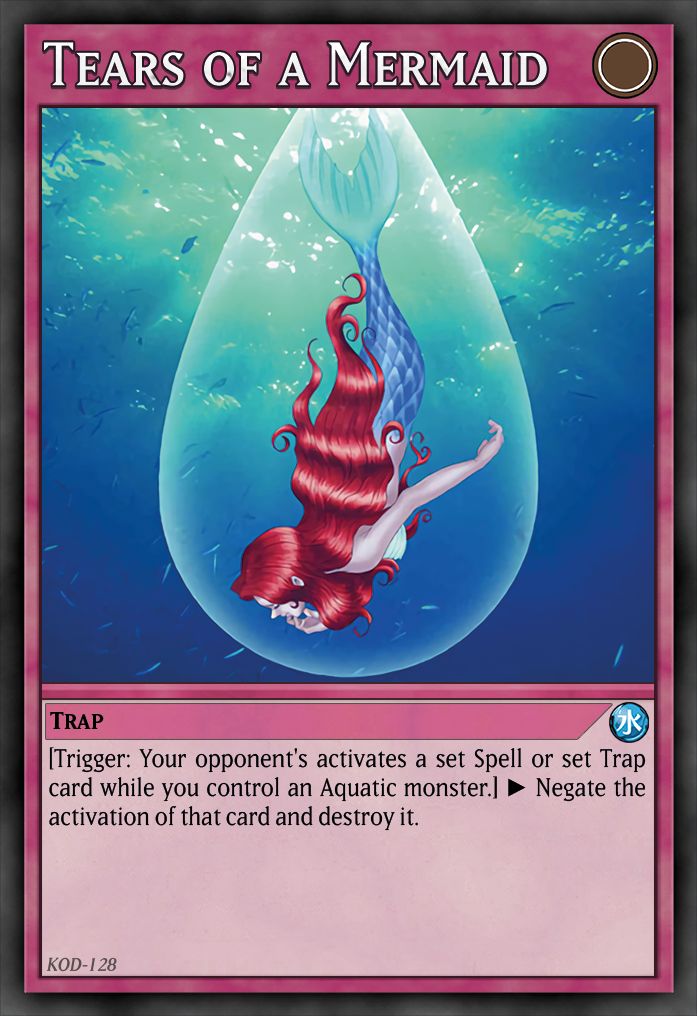 Tears of a Mermaid
Trap
水
[Trigger: Your opponent's activates a set Spell or set Trap
card while you control an Aquatic monster.] ► Negate the
activation of that card and destroy it.
KOD-128